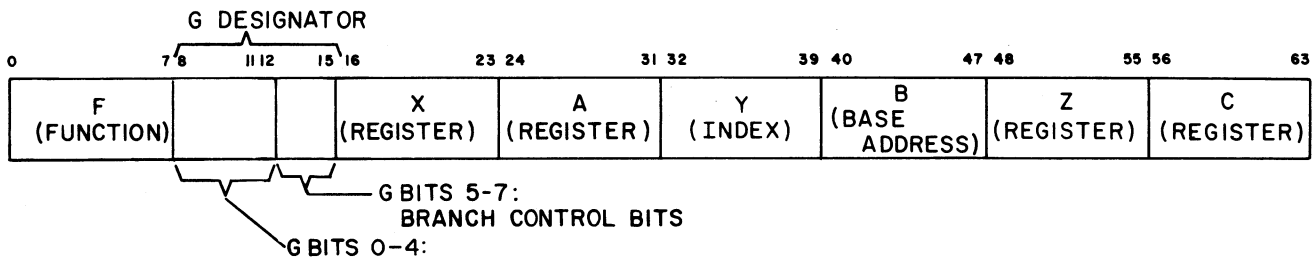 G DESIGNATOR
0 7 8 11 12 15 16 23 24 31 32 39 40 47 48 55 56 63
F X A Y B Z C
(FUNCTION) (REGISTER) (REGISTER) (INDEX) (BASE (REGISTER) (REGISTER)
ADDRESS)
G BITS 5-7:
BRANCH CONTROL BITS
G BITS 0-4: